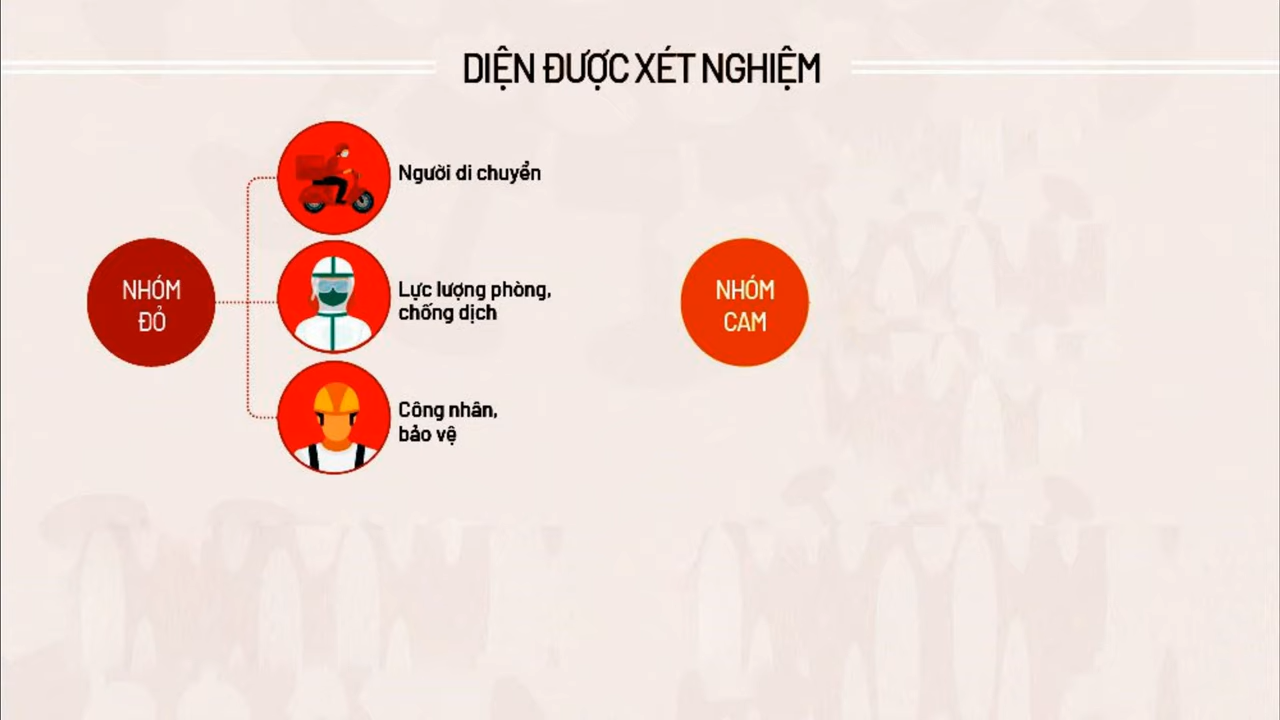 DIỆN ĐƯỢC XÉT NGHIỆM
NHÓM
ĐỎ
Người di chuyển
Lực lượng phòng,
chống dịch
Công nhân,
bảo vệ
NHÓM
CAM